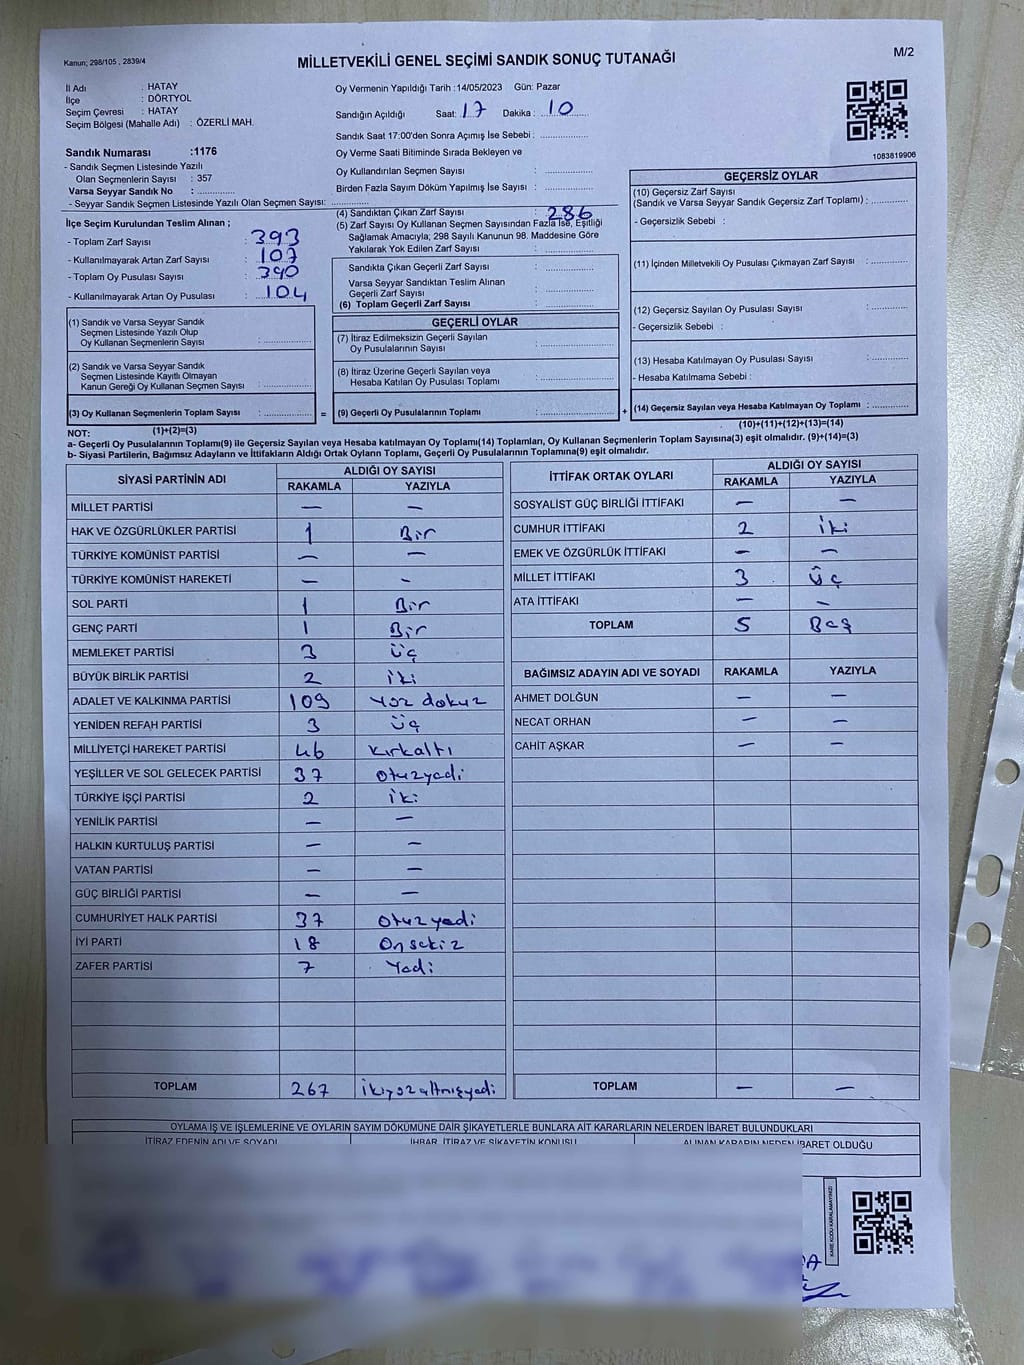 Kanun; 298/105 , 2839/4
MİLLETVEKİLİ GENEL SEÇİMİ SANDIK SONUÇ TUTANAĞI
M/2
İl Adı : HATAY
İlçe : DÖRTYOL
Seçim Çevresi : HATAY
Seçim Bölgesi (Mahalle Adı) : ÖZERLİ MAH.
Sandık Numarası :1176
- Sandık Seçmen Listesinde Yazılı
Olan Seçmenlerin Sayısı : 357
Varsa Seyyar Sandık No : ..............
- Seyyar Sandık Seçmen Listesinde Yazılı Olan Seçmen Sayısı: ..............
Oy Vermenin Yapıldığı Tarih :14/05/2023 Gün: Pazar
Sandığın Açıldığı Saat: 17 Dakika : 10
Sandık Saat 17:00'den Sonra Açımış İse Sebebi : ..............
Oy Verme Saati Bitiminde Sırada Bekleyen ve
Oy Kullandırılan Seçmen Sayısı : ..............
Birden Fazla Sayım Döküm Yapılmış İse Sayısı : ..............
1083819906
İlçe Seçim Kurulundan Teslim Alınan ;
- Toplam Zarf Sayısı : 393
- Kullanılmayarak Artan Zarf Sayısı : 107
- Toplam Oy Pusulası Sayısı : 390
- Kullanılmayarak Artan Oy Pusulası : 104
(4) Sandıktan Çıkan Zarf Sayısı : 286
(5) Zarf Sayısı Oy Kullanan Seçmen Sayısından Fazla İse, Eşitliği
Sağlamak Amacıyla; 298 Sayılı Kanunun 98. Maddesine Göre
Yakılarak Yok Edilen Zarf Sayısı : ..............
Sandıkta Çıkan Geçerli Zarf Sayısı : ..............
Varsa Seyyar Sandıktan Teslim Alınan
Geçerli Zarf Sayısı : ..............
(6) Toplam Geçerli Zarf Sayısı : ..............
GEÇERSİZ OYLAR
(10) Geçersiz Zarf Sayısı
(Sandık ve Varsa Seyyar Sandık Geçersiz Zarf Toplamı) : ............
- Geçersizlik Sebebi :
(11) İçinden Milletvekili Oy Pusulası Çıkmayan Zarf Sayısı : ............
(12) Geçersiz Sayılan Oy Pusulası Sayısı : ............
- Geçersizlik Sebebi :
(13) Hesaba Katılmayan Oy Pusulası Sayısı : ............
- Hesaba Katılmama Sebebi :
(14) Geçersiz Sayılan veya Hesaba Katılmayan Oy Toplamı : ............
(10)+(11)+(12)+(13)=(14)
(1) Sandık ve Varsa Seyyar Sandık
Seçmen Listesinde Yazılı Olup
Oy Kullanan Seçmenlerin Sayısı : ..............
(2) Sandık ve Varsa Seyyar Sandık
Seçmen Listesinde Kayıtlı Olmayan
Kanun Gereği Oy Kullanan Seçmen Sayısı : ..............
(3) Oy Kullanan Seçmenlerin Toplam Sayısı : .............. =
(1)+(2)=(3)
GEÇERLİ OYLAR
(7) İtiraz Edilmeksizin Geçerli Sayılan
Oy Pusulalarının Sayısı : ..............
(8) İtiraz Üzerine Geçerli Sayılan veya
Hesaba Katılan Oy Pusulası Toplamı : ..............
(9) Geçerli Oy Pusulalarının Toplamı : .............. +
NOT:
a- Geçerli Oy Pusulalarının Toplamı(9) ile Geçersiz Sayılan veya Hesaba katılmayan Oy Toplamı(14) Toplamları, Oy Kullanan Seçmenlerin Toplam Sayısına(3) eşit olmalıdır. (9)+(14)=(3)
b- Siyasi Partilerin, Bağımsız Adayların ve İttifakların Aldığı Ortak Oyların Toplamı, Geçerli Oy Pusulalarının Toplamına(9) eşit olmalıdır.
SİYASİ PARTİNİN ADI ALDIĞI OY SAYISI
RAKAMLA YAZIYLA
MİLLET PARTİSİ — —
HAK VE ÖZGÜRLÜKLER PARTİSİ 1 Bir
TÜRKİYE KOMÜNİST PARTİSİ — —
TÜRKİYE KOMÜNİST HAREKETİ — -
SOL PARTİ 1 Bir
GENÇ PARTİ 1 Bir
MEMLEKET PARTİSİ 3 üç
BÜYÜK BİRLİK PARTİSİ 2 iki
ADALET VE KALKINMA PARTİSİ 109 Yüz dokuz
YENİDEN REFAH PARTİSİ 3 üç
MİLLİYETÇİ HAREKET PARTİSİ 46 kırkaltı
YEŞİLLER VE SOL GELECEK PARTİSİ 37 otuzyedi
TÜRKİYE İŞÇİ PARTİSİ 2 iki
YENİLİK PARTİSİ — —
HALKIN KURTULUŞ PARTİSİ — —
VATAN PARTİSİ — —
GÜÇ BİRLİĞİ PARTİSİ — —
CUMHURİYET HALK PARTİSİ 37 otuzyedi
İYİ PARTİ 18 Onsekiz
ZAFER PARTİSİ 7 Yedi
TOPLAM 267 ikiyüzaltmışyedi
İTTİFAK ORTAK OYLARI ALDIĞI OY SAYISI
RAKAMLA YAZIYLA
SOSYALİST GÜÇ BİRLİĞİ İTTİFAKI — —
CUMHUR İTTİFAKI 2 iki
EMEK VE ÖZGÜRLÜK İTTİFAKI — —
MİLLET İTTİFAKI 3 üç
ATA İTTİFAKI — —
TOPLAM 5 Beş
BAĞIMSIZ ADAYIN ADI VE SOYADI RAKAMLA YAZIYLA
AHMET DOLĞUN — —
NECAT ORHAN — —
CAHİT AŞKAR — —
TOPLAM — —
OYLAMA İŞ VE İŞLEMLERİNE VE OYLARIN SAYIM DÖKÜMÜNE DAİR ŞİKAYETLERLE BUNLARA AİT KARARLARIN NELERDEN İBARET BULUNDUKLARI
İTİRAZ EDENİN ADI VE SOYADI İHBAR, İTİRAZ VE ŞİKAYETİN KONUSU ALINAN KARARIN NEDEN İBARET OLDUĞU
KARE KODU KARALAMAYINIZ!